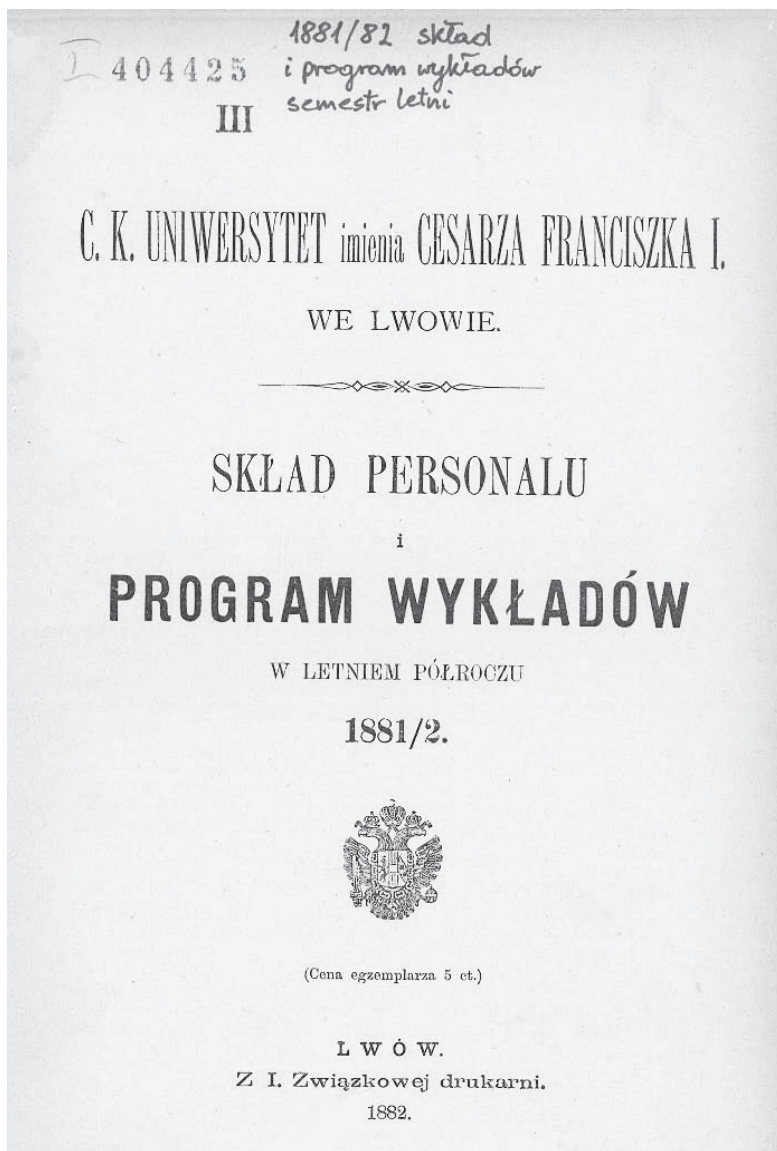 1881/82 skład
I 404425 i program wykładów
III semestr letni
C. K. UNIWERSYTET imienia CESARZA FRANCISZKA I.
WE LWOWIE.
SKŁAD PERSONALU
i
PROGRAM WYKŁADÓW
W LETNIEM PÓŁROCZU
1881/2.
(Cena egzemplarza 5 ct.)
LWÓW.
Z I. Związkowej drukarni.
1882.